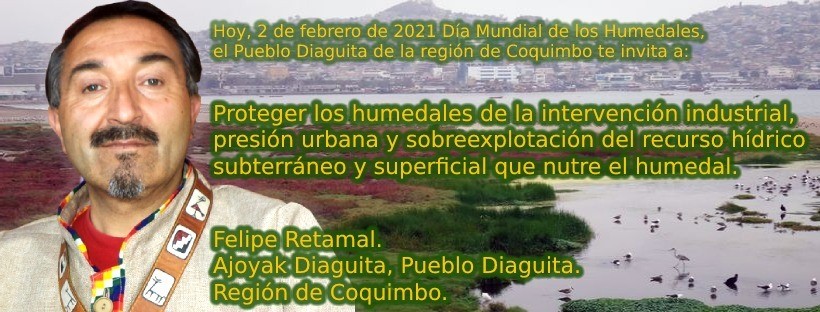 Hoy, 2 de febrero de 2021 Día Mundial de los Humedales,
el Pueblo Diaguita de la región de Coquimbo te invita a:
Proteger los humedales de la intervención industrial,
presión urbana y sobreexplotación del recurso hídrico
subterráneo y superficial que nutre el humedal.
Felipe Retamal.
Ajoyak Diaguita, Pueblo Diaguita.
Región de Coquimbo.